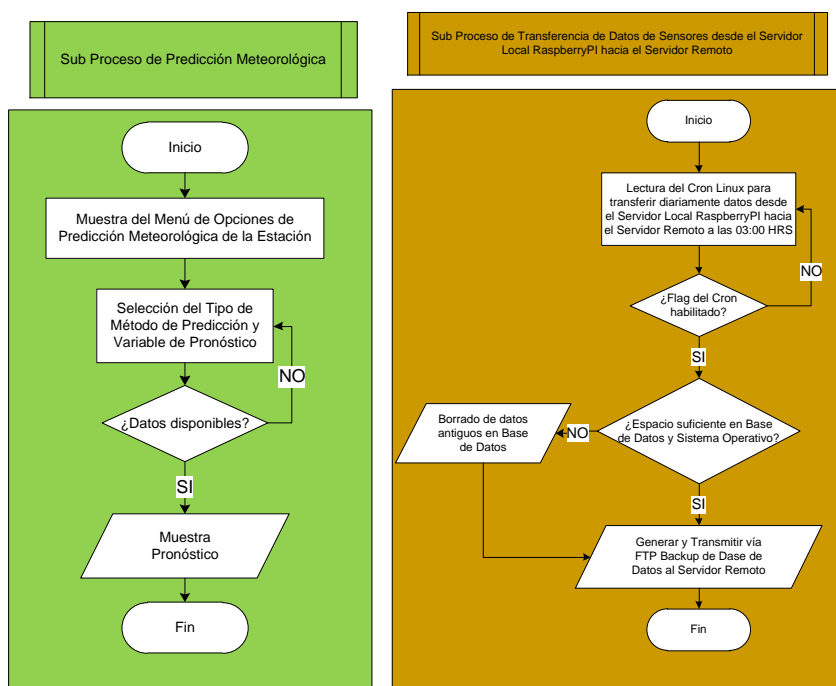 Sub Proceso de Predicción Meteorológica
Inicio
Muestra del Menú de Opciones de
Predicción Meteorológica de la Estación
Selección del Tipo de
Método de Predicción y
Variable de Pronóstico
NO
¿Datos disponibles?
SI
Muestra
Pronóstico
Fin
Sub Proceso de Transferencia de Datos de Sensores desde el Servidor
Local RaspberryPI hacia el Servidor Remoto
Inicio
Lectura del Cron Linux para
transferir diariamente datos desde
el Servidor Local RaspberryPI hacia
el Servidor Remoto a las 03:00 HRS
NO
¿Flag del Cron
habilitado?
SI
¿Espacio suficiente en Base
de Datos y Sistema Operativo?
NO
Borrado de datos
antiguos en Base
de Datos
SI
Generar y Transmitir vía
FTP Backup de Dase de
Datos al Servidor Remoto
Fin